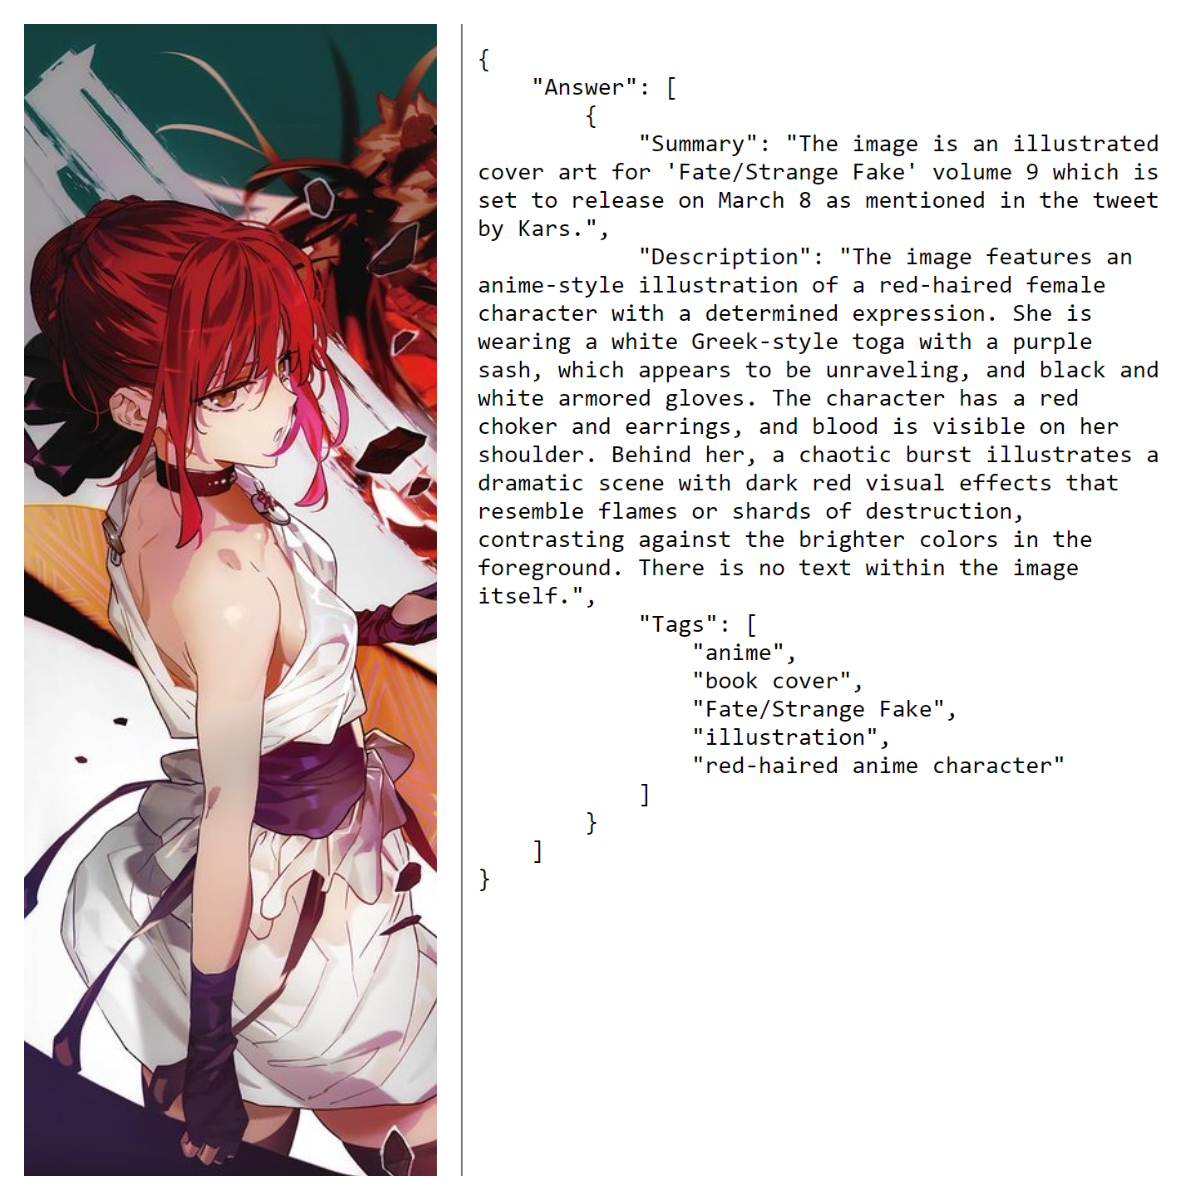 {
"Answer": [
{
"Summary": "The image is an illustrated
cover art for 'Fate/Strange Fake' volume 9 which is
set to release on March 8 as mentioned in the tweet
by Kars.",
"Description": "The image features an
anime-style illustration of a red-haired female
character with a determined expression. She is
wearing a white Greek-style toga with a purple
sash, which appears to be unraveling, and black and
white armored gloves. The character has a red
choker and earrings, and blood is visible on her
shoulder. Behind her, a chaotic burst illustrates a
dramatic scene with dark red visual effects that
resemble flames or shards of destruction,
contrasting against the brighter colors in the
foreground. There is no text within the image
itself.",
"Tags": [
"anime",
"book cover",
"Fate/Strange Fake",
"illustration",
"red-haired anime character"
]
}
]
}